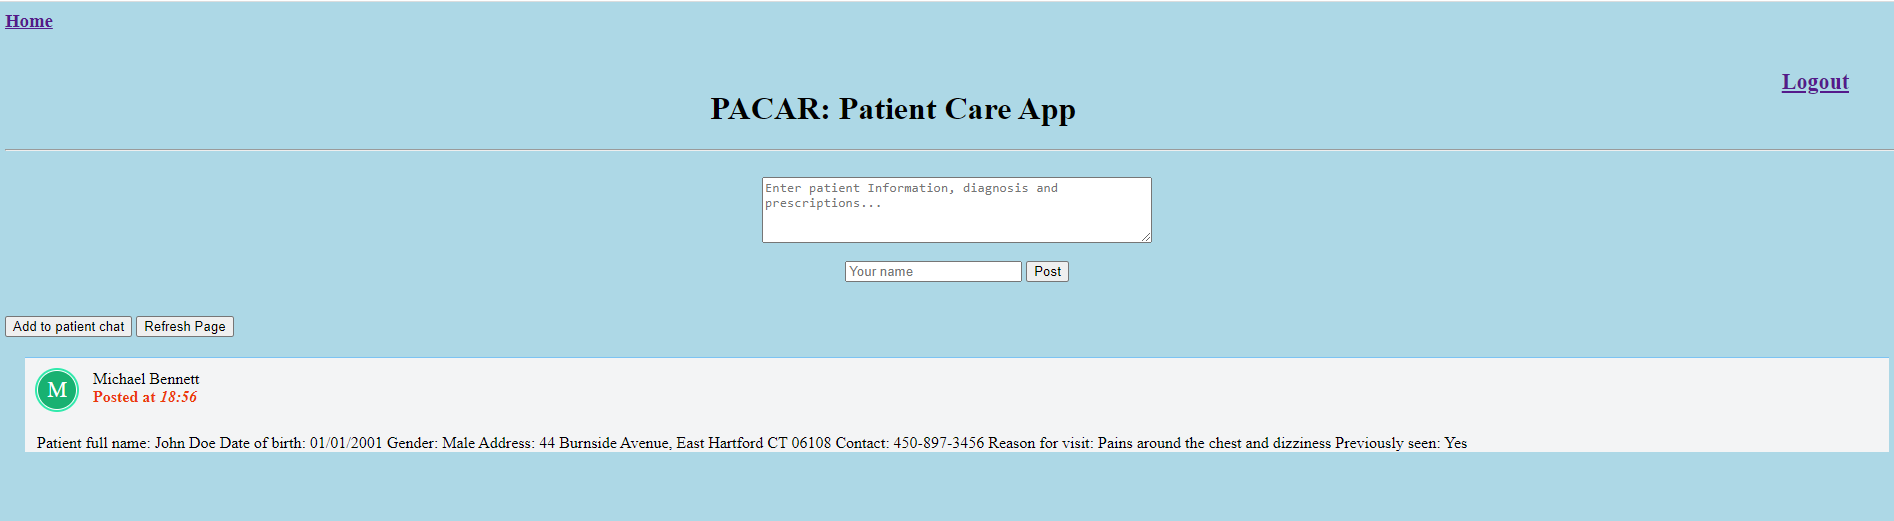 Home
Logout
PACAR: Patient Care App
Enter patient Information, diagnosis and
prescriptions...
Your name Post
Add to patient chat Refresh Page
M
Michael Bennett
Posted at 18:56
Patient full name: John Doe Date of birth: 01/01/2001 Gender: Male Address: 44 Burnside Avenue, East Hartford CT 06108 Contact: 450-897-3456 Reason for visit: Pains around the chest and dizziness Previously seen: Yes